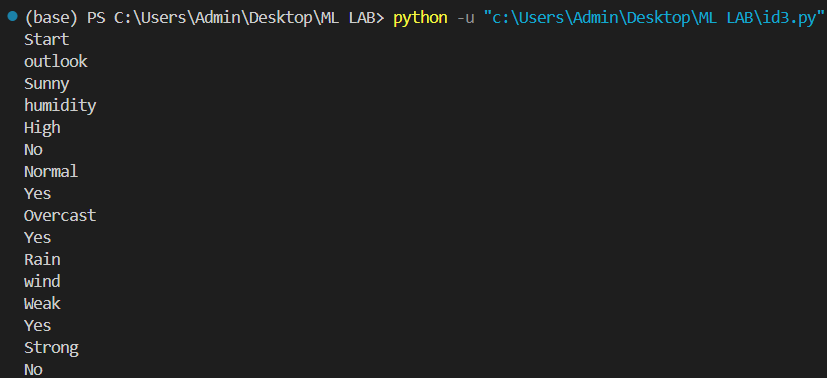 (base) PS C:\Users\Admin\Desktop\ML LAB> python -u "c:\Users\Admin\Desktop\ML LAB\id3.py"
Start
outlook
Sunny
humidity
High
No
Normal
Yes
Overcast
Yes
Rain
wind
Weak
Yes
Strong
No